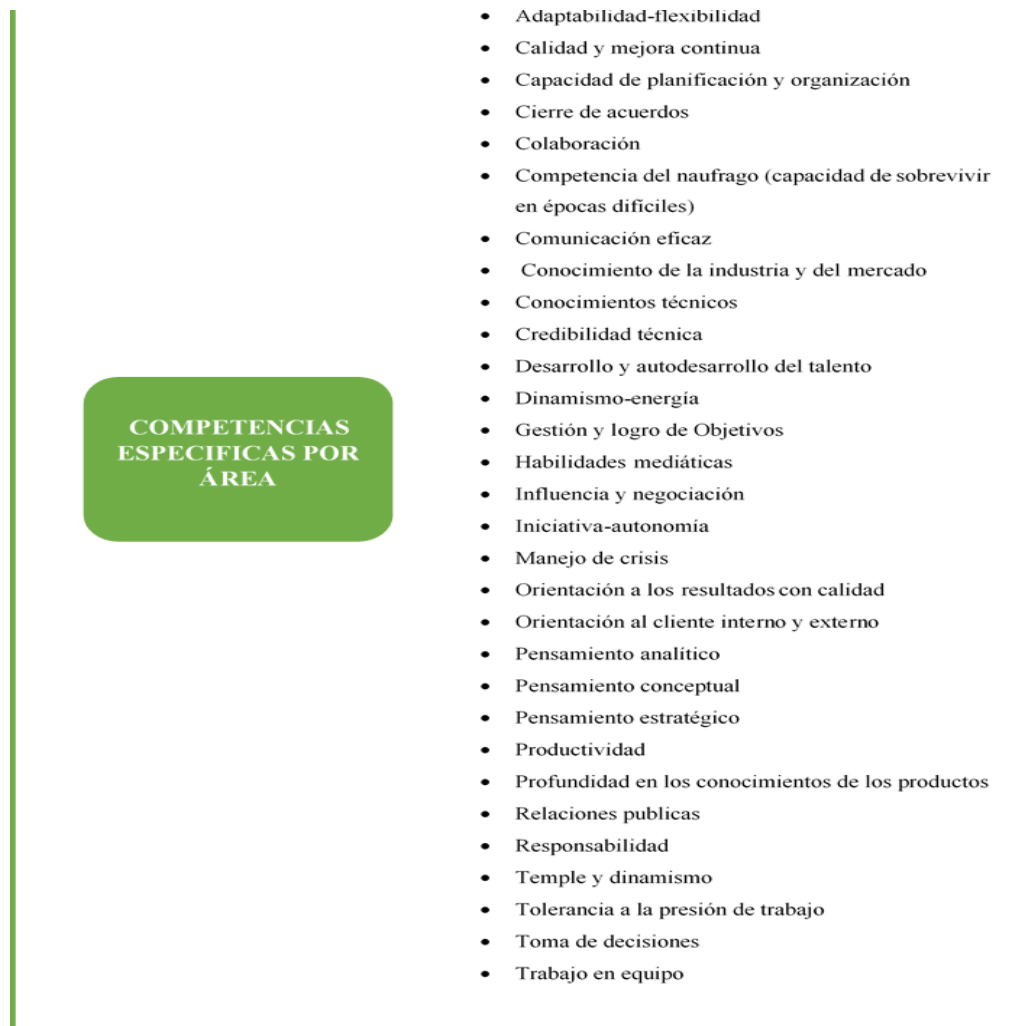 COMPETENCIAS
ESPECIFICAS POR
ÁREA
• Adaptabilidad-flexibilidad
• Calidad y mejora continua
• Capacidad de planificación y organización
• Cierre de acuerdos
• Colaboración
• Competencia del naufrago (capacidad de sobrevivir
en épocas difíciles)
• Comunicación eficaz
• Conocimiento de la industria y del mercado
• Conocimientos técnicos
• Credibilidad técnica
• Desarrollo y autodesarrollo del talento
• Dinamismo-energía
• Gestión y logro de Objetivos
• Habilidades mediáticas
• Influencia y negociación
• Iniciativa-autonomía
• Manejo de crisis
• Orientación a los resultados con calidad
• Orientación al cliente interno y externo
• Pensamiento analítico
• Pensamiento conceptual
• Pensamiento estratégico
• Productividad
• Profundidad en los conocimientos de los productos
• Relaciones publicas
• Responsabilidad
• Temple y dinamismo
• Tolerancia a la presión de trabajo
• Toma de decisiones
• Trabajo en equipo